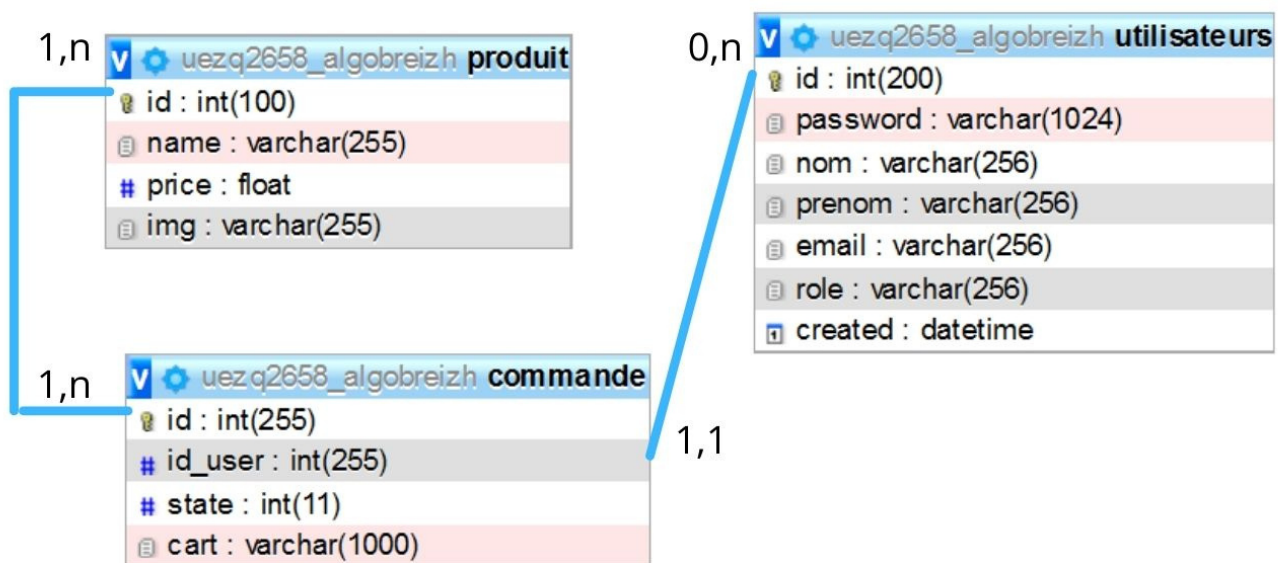 1,n
V uezq2658_algobreizh produit
id : int(100)
name : varchar(255)
# price : float
img : varchar(255)
0,n
V uezq2658_algobreizh utilisateurs
id : int(200)
password : varchar(1024)
nom : varchar(256)
prenom : varchar(256)
email : varchar(256)
role : varchar(256)
created : datetime
1,n
V uezq2658_algobreizh commande
id : int(255)
# id_user : int(255)
# state : int(11)
cart : varchar(1000)
1,1